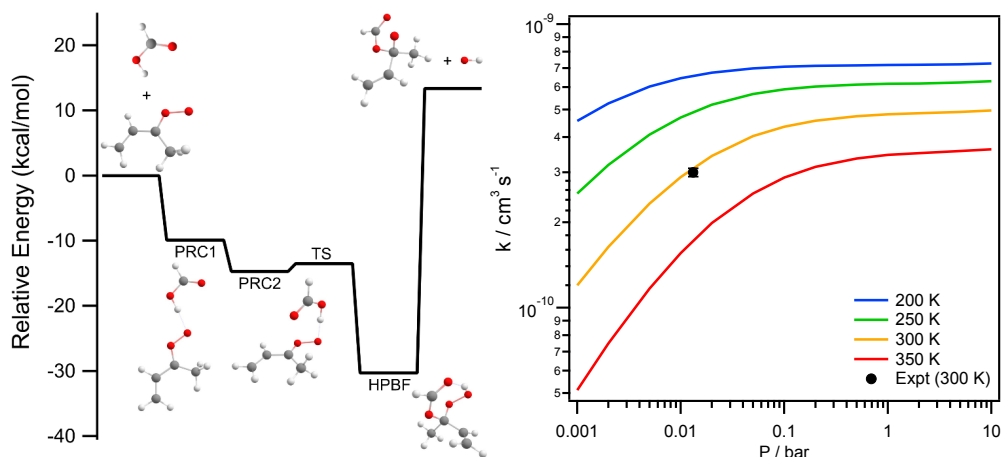 20
10
0
-10
-20
-30
-40
Relative Energy (kcal/mol)
+
PRC1
PRC2
TS
HPBF
+
10⁻⁹
9
8
7
6
5
4
3
2
10⁻¹⁰
9
8
7
6
5
k / cm³ s⁻¹
200 K
250 K
300 K
350 K
Expt (300 K)
0.001
0.01
0.1
1
10
P / bar